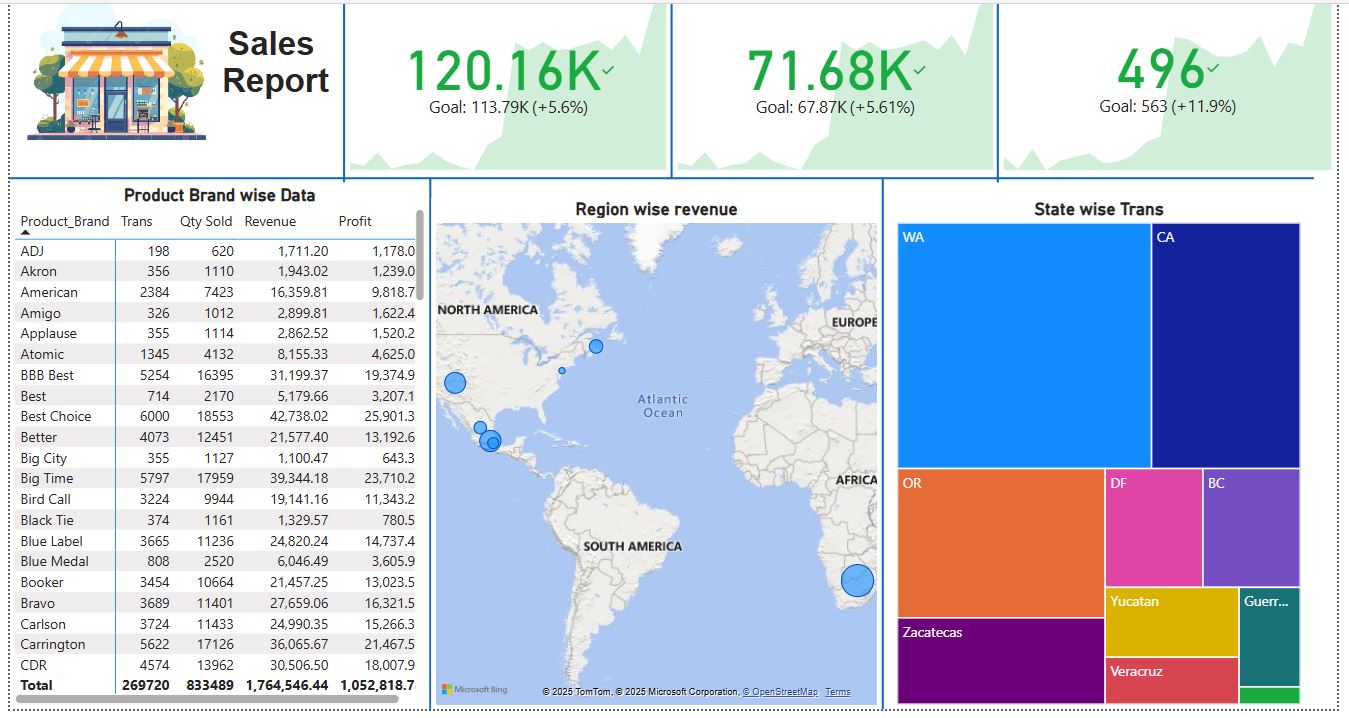 Sales
Report
120.16K
Goal: 113.79K (+5.6%)
71.68K
Goal: 67.87K (+5.61%)
496
Goal: 563 (+11.9%)
Product Brand wise Data
Product_Brand Trans Qty Sold Revenue Profit
ADJ 198 620 1,711.20 1,178.0
Akron 356 1110 1,943.02 1,239.0
American 2384 7423 16,359.81 9,818.7
Amigo 326 1012 2,899.81 1,622.4
Applause 355 1114 2,862.52 1,520.2
Atomic 1345 4132 8,155.33 4,625.0
BBB Best 5254 16395 31,199.37 19,374.9
Best 714 2170 5,179.66 3,207.1
Best Choice 6000 18553 42,738.02 25,901.3
Better 4073 12451 21,577.40 13,192.6
Big City 355 1127 1,100.47 643.3
Big Time 5797 17959 39,344.18 23,710.2
Bird Call 3224 9944 19,141.16 11,343.2
Black Tie 374 1161 1,329.57 780.5
Blue Label 3665 11236 24,820.24 14,737.4
Blue Medal 808 2520 6,046.49 3,605.9
Booker 3454 10664 21,457.25 13,023.5
Bravo 3689 11401 27,659.06 16,321.5
Carlson 3724 11433 24,990.35 15,266.3
Carrington 5622 17126 36,065.67 21,467.5
CDR 4574 13962 30,506.50 18,007.9
Total 269720 833489 1,764,546.44 1,052,818.7
Region wise revenue
NORTH AMERICA
EUROPE
Atlantic
Ocean
AFRICA
SOUTH AMERICA
Microsoft Bing
© 2025 TomTom, © 2025 Microsoft Corporation, © OpenStreetMap Terms
State wise Trans
WA
CA
OR
DF
BC
Zacatecas
Yucatan
Guerr...
Veracruz